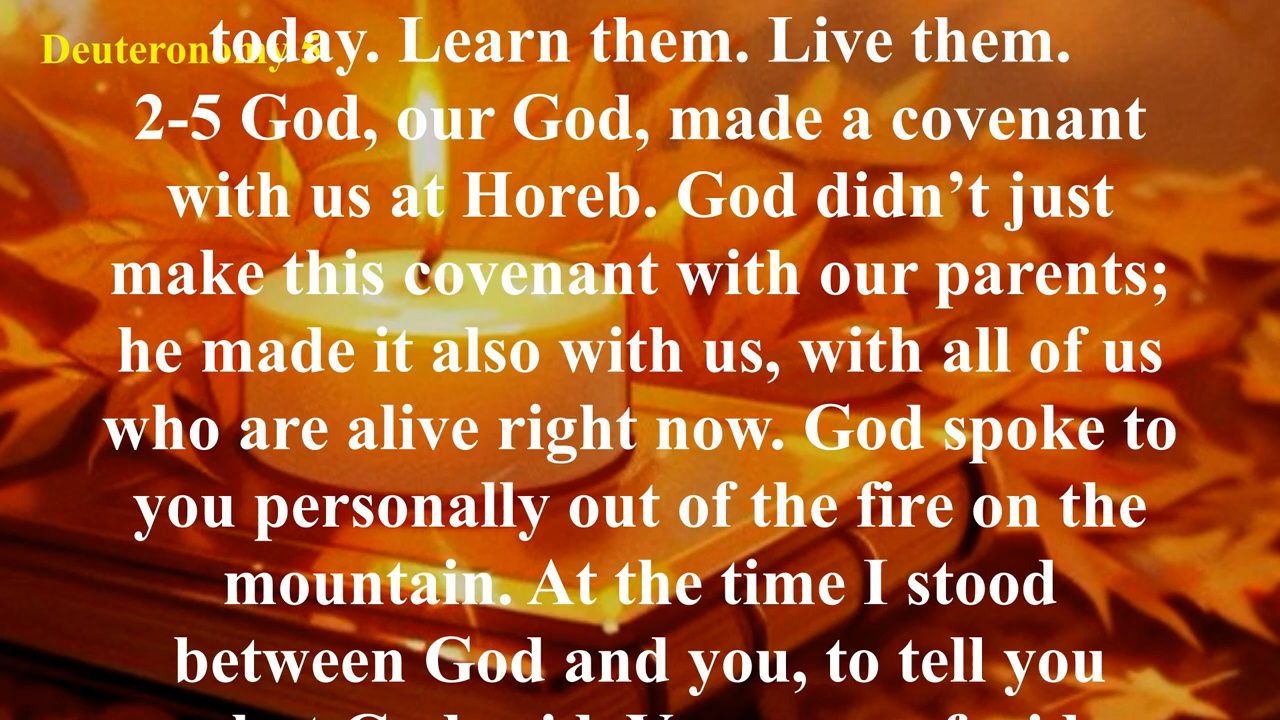 Deuteronomy 5
today. Learn them. Live them.
2-5 God, our God, made a covenant
with us at Horeb. God didn’t just
make this covenant with our parents;
he made it also with us, with all of us
who are alive right now. God spoke to
you personally out of the fire on the
mountain. At the time I stood
between God and you, to tell you